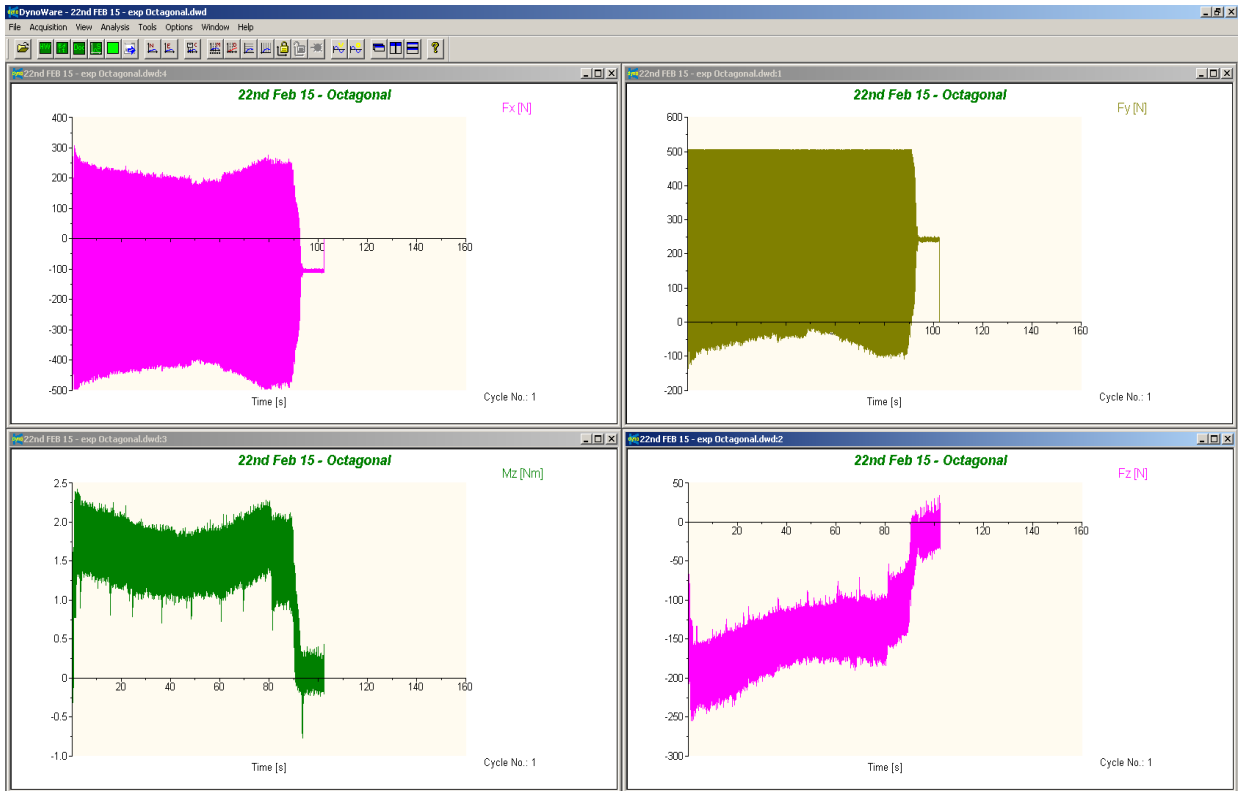 DynoWare - 22nd FEB 15 - exp Octagonal.dwd
File Acquisition View Analysis Tools Options Window Help
22nd FEB 15 - exp Octagonal.dwd:4
22nd Feb 15 - Octagonal
Fx [N]
400
300
200
100
0
-100
-200
-300
-400
-500
100 120 140 160
Time [s]
Cycle No.: 1
22nd FEB 15 - exp Octagonal.dwd:1
22nd Feb 15 - Octagonal
Fy [N]
600
500
400
300
200
100
0
-100
-200
100 120 140 160
Time [s]
Cycle No.: 1
22nd FEB 15 - exp Octagonal.dwd:3
22nd Feb 15 - Octagonal
Mz [Nm]
2.5
2.0
1.5
1.0
0.5
0
-0.5
-1.0
20 40 60 80 100 120 140 160
Time [s]
Cycle No.: 1
22nd FEB 15 - exp Octagonal.dwd:2
22nd Feb 15 - Octagonal
Fz [N]
50
0
-50
-100
-150
-200
-250
-300
20 40 60 80 100 120 140 160
Time [s]
Cycle No.: 1